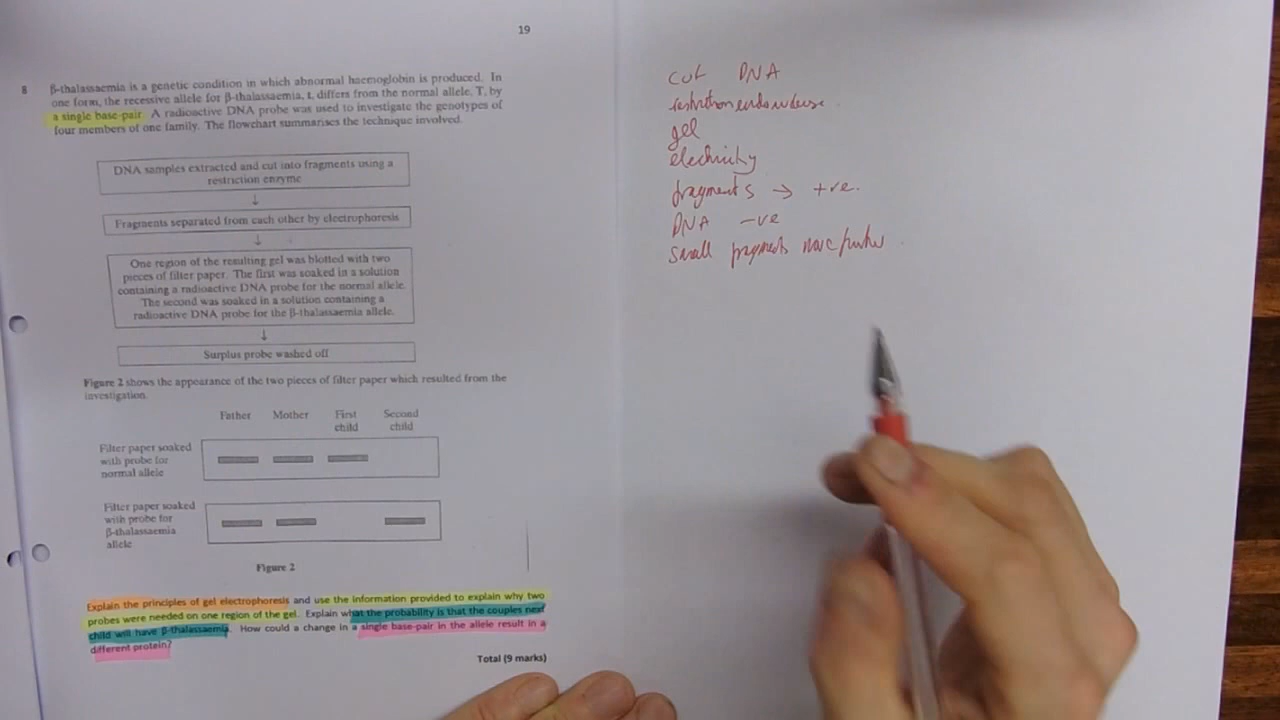 19
8 β-thalassaemia is a genetic condition in which abnormal haemoglobin is produced. In
one form, the recessive allele for β-thalassaemia, t, differs from the normal allele, T, by
a single base-pair. A radioactive DNA probe was used to investigate the genotypes of
four members of one family. The flowchart summarises the technique involved.
DNA samples extracted and cut into fragments using a
restriction enzyme
↓
Fragments separated from each other by electrophoresis
↓
One region of the resulting gel was blotted with two
pieces of filter paper. The first was soaked in a solution
containing a radioactive DNA probe for the normal allele.
The second was soaked in a solution containing a
radioactive DNA probe for the β-thalassaemia allele.
↓
Surplus probe washed off
Figure 2 shows the appearance of the two pieces of filter paper which resulted from the
investigation.
Father Mother First child Second child
Filter paper soaked
with probe for
normal allele
Filter paper soaked
with probe for
β-thalassaemia
allele
Figure 2
Explain the principles of gel electrophoresis and use the information provided to explain why two
probes were needed on one region of the gel. Explain what the probability is that the couples next
child will have β-thalassaemia. How could a change in a single base-pair in the allele result in a
different protein?
Total (9 marks)
cut DNA
gel
electricity
fragments → +ve.
DNA -ve
small fragments move further